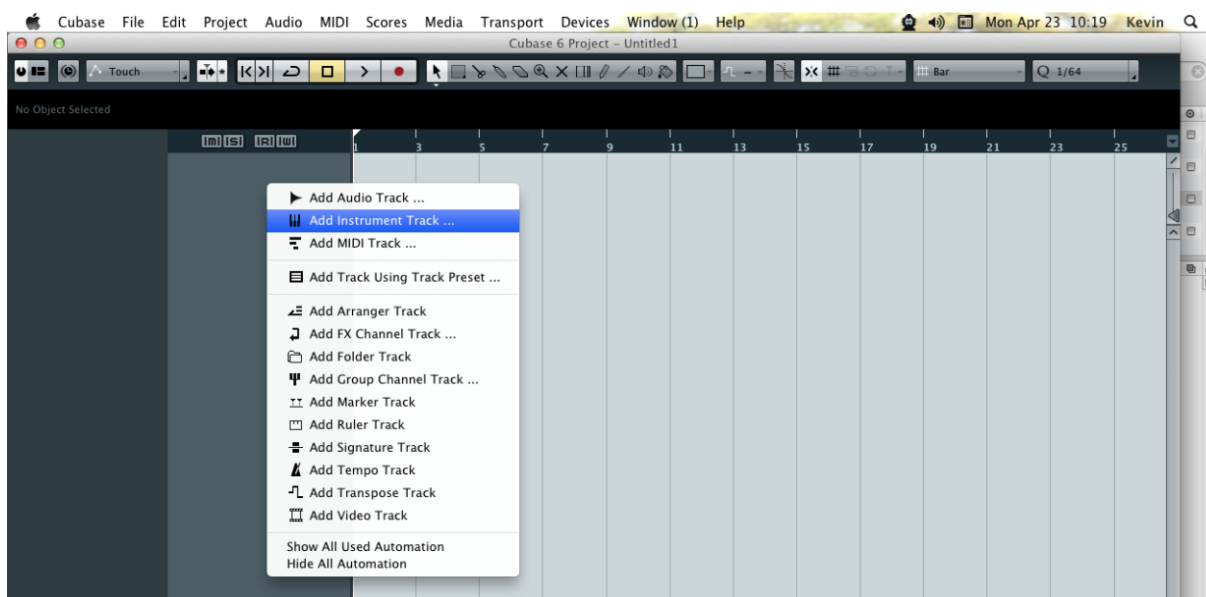 Cubase File Edit Project Audio MIDI Scores Media Transport Devices Window (1) Help Mon Apr 23 10:19 Kevin
Cubase 6 Project - Untitled1
Touch Bar Q 1/64
No Object Selected
m S R W 1 3 5 7 9 11 13 15 17 19 21 23 25
Add Audio Track ...
Add Instrument Track ...
Add MIDI Track ...
Add Track Using Track Preset ...
Add Arranger Track
Add FX Channel Track ...
Add Folder Track
Add Group Channel Track ...
Add Marker Track
Add Ruler Track
Add Signature Track
Add Tempo Track
Add Transpose Track
Add Video Track
Show All Used Automation
Hide All Automation